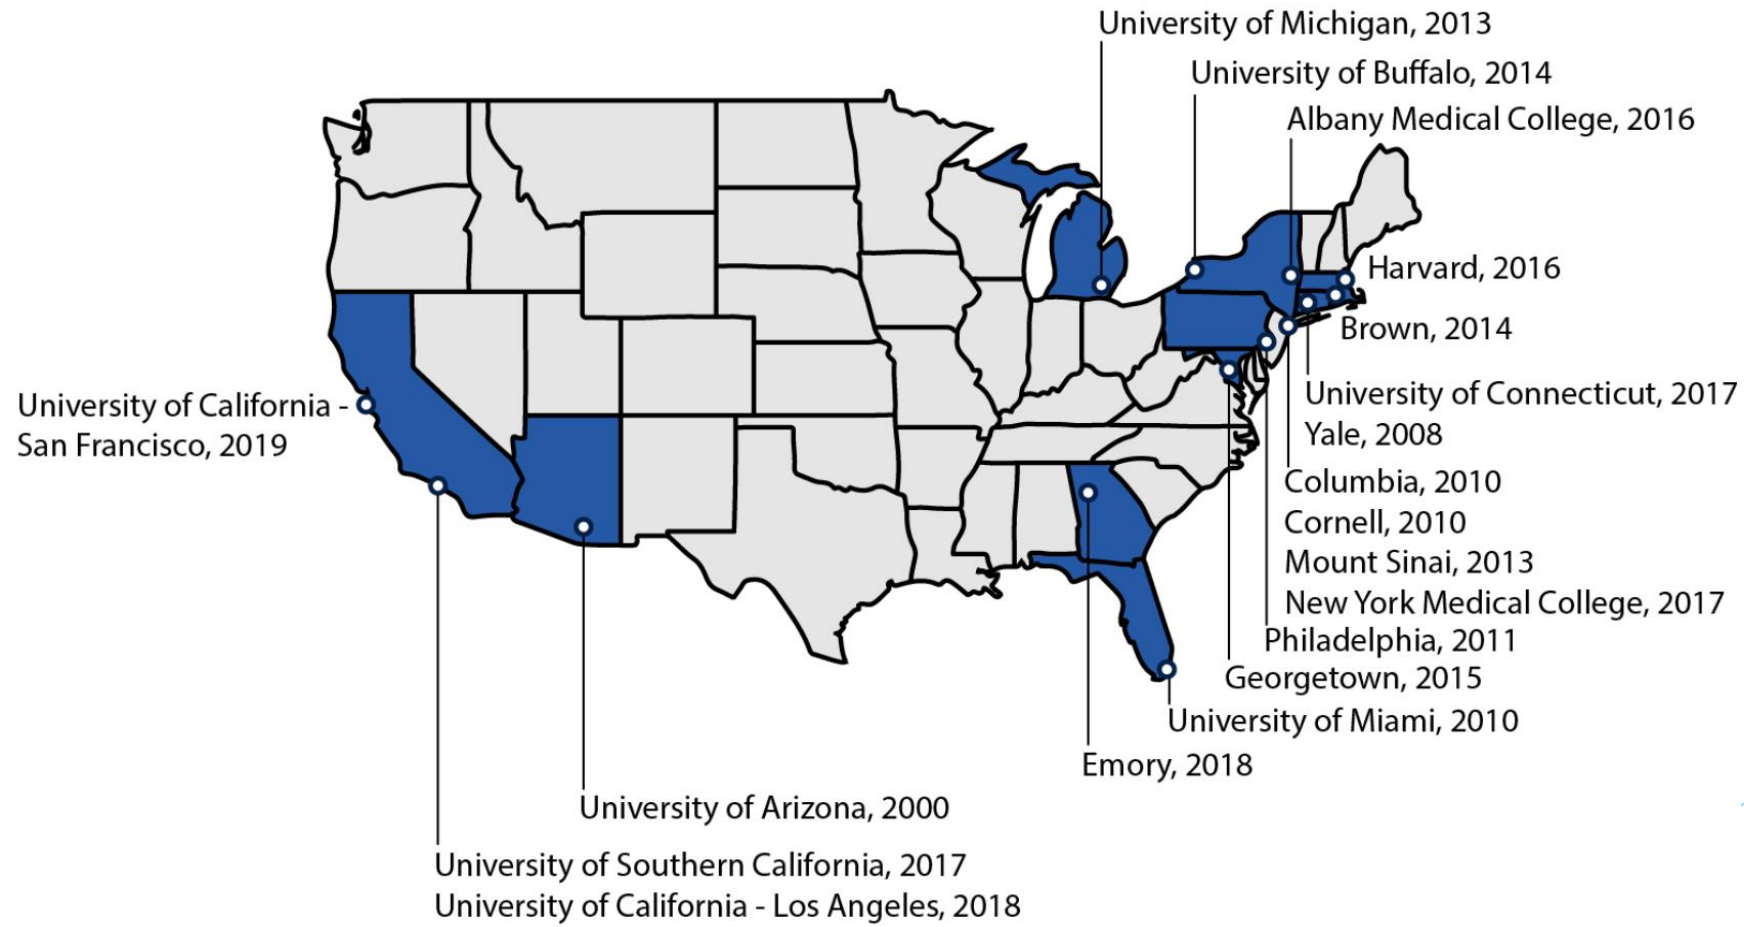 University of Michigan, 2013
University of Buffalo, 2014
Albany Medical College, 2016
Harvard, 2016
Brown, 2014
University of California -
San Francisco, 2019
University of Connecticut, 2017
Yale, 2008
Columbia, 2010
Cornell, 2010
Mount Sinai, 2013
New York Medical College, 2017
Philadelphia, 2011
Georgetown, 2015
University of Miami, 2010
Emory, 2018
University of Arizona, 2000
University of Southern California, 2017
University of California - Los Angeles, 2018